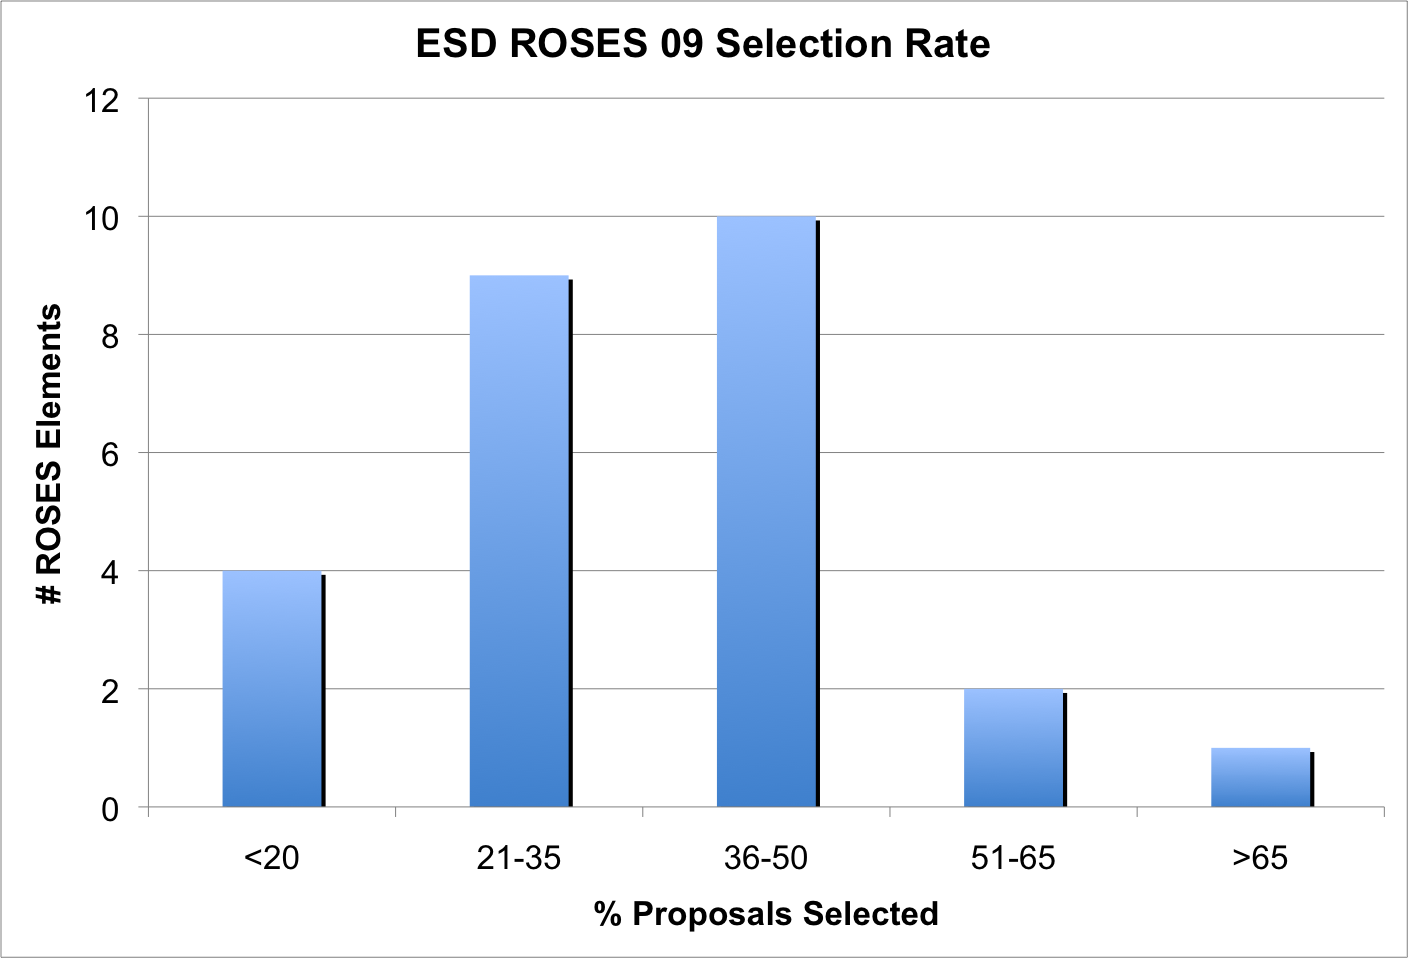 ESD ROSES 09 Selection Rate
12
10
8
6
4
2
0
# ROSES Elements
<20 21-35 36-50 51-65 >65
% Proposals Selected